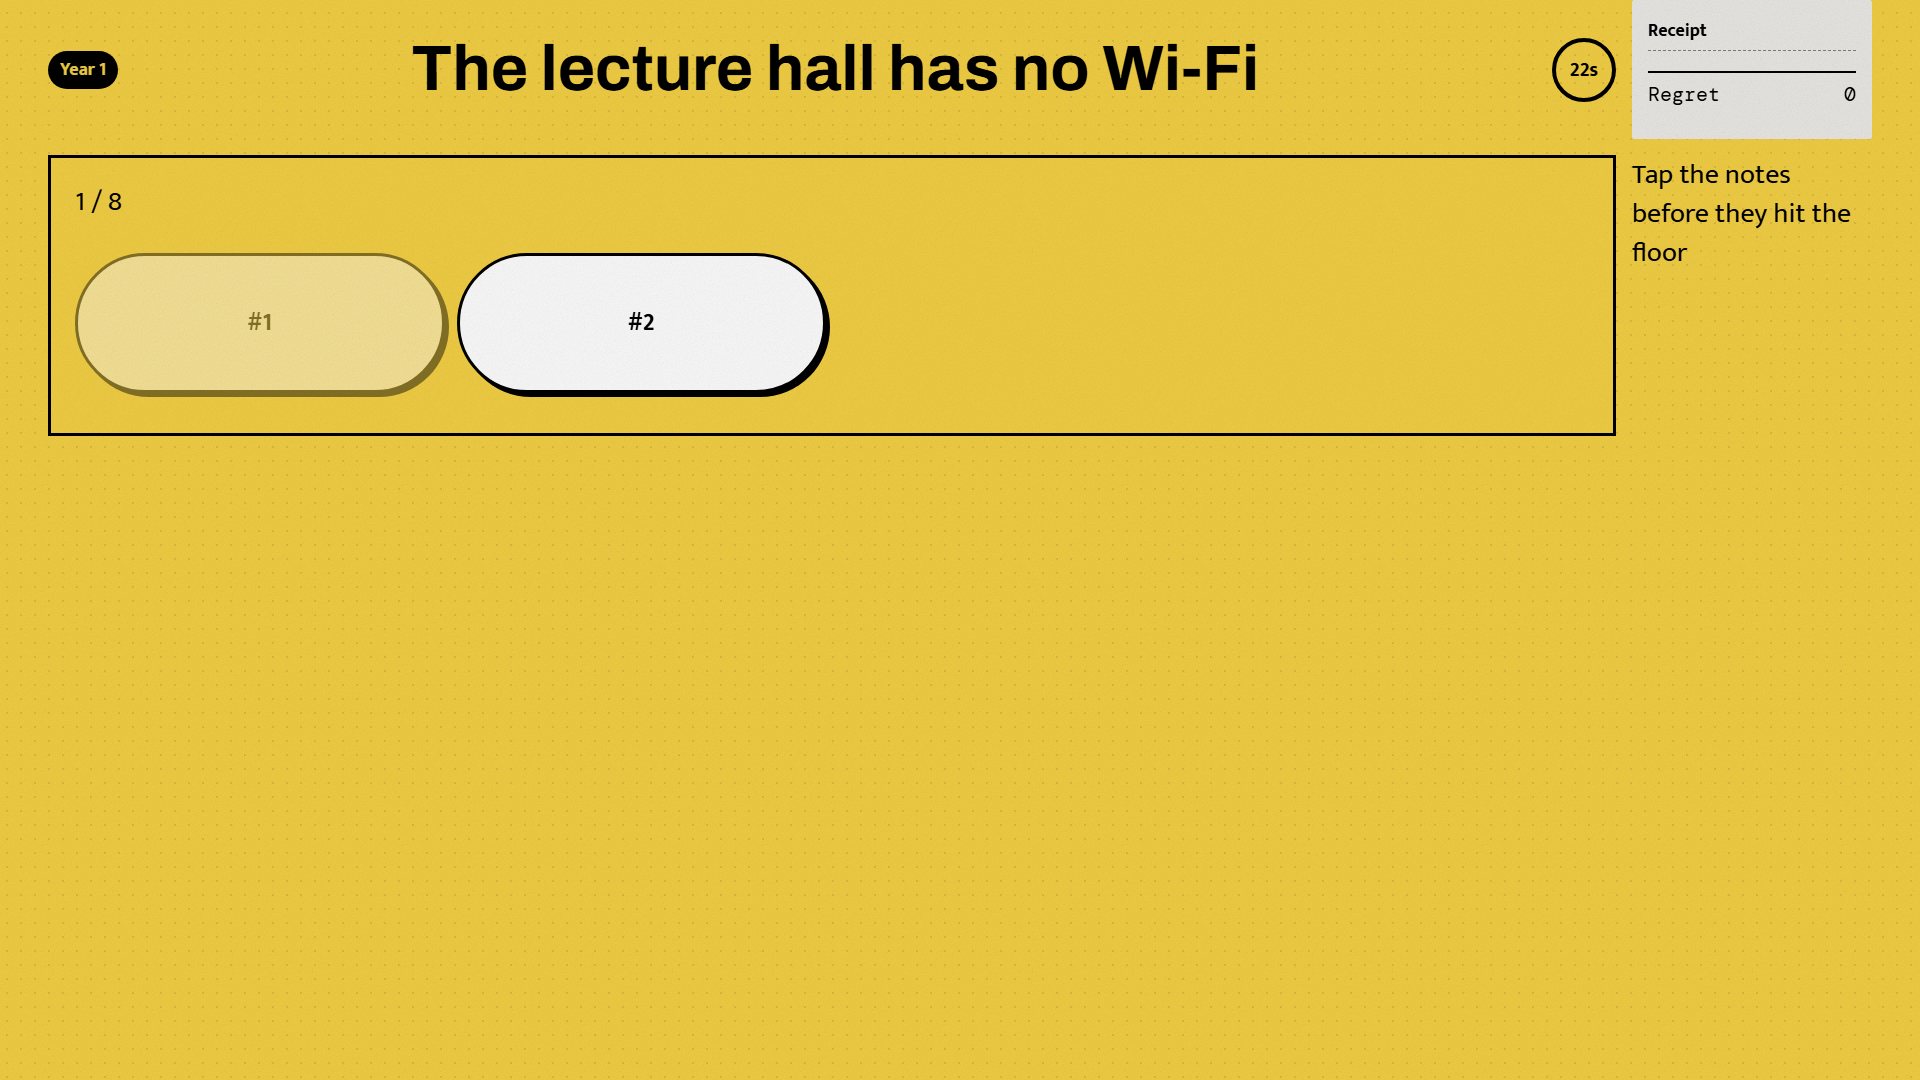 Year 1
The lecture hall has no Wi-Fi
22s
Receipt
Regret 0
1 / 8
#1
#2
Tap the notes
before they hit the
floor